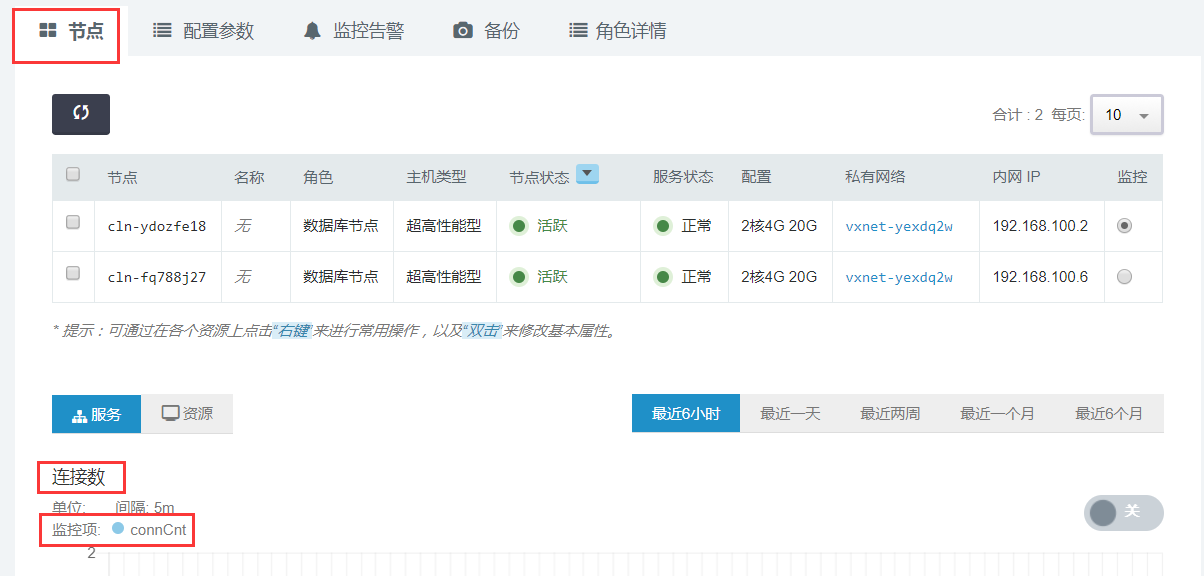 节点 配置参数 监控告警 备份 角色详情
合计 : 2 每页: 10
节点 名称 角色 主机类型 节点状态 服务状态 配置 私有网络 内网 IP 监控
cln-ydozfe18 无 数据库节点 超高性能型 活跃 正常 2核4G 20G vxnet-yexdq2w 192.168.100.2
cln-fq788j27 无 数据库节点 超高性能型 活跃 正常 2核4G 20G vxnet-yexdq2w 192.168.100.6
* 提示：可通过在各个资源上点击“右键”来进行常用操作，以及“双击”来修改基本属性。
服务 资源 最近6小时 最近一天 最近两周 最近一个月 最近6个月
连接数
单位: 间隔: 5m
关
监控项: connCnt
2